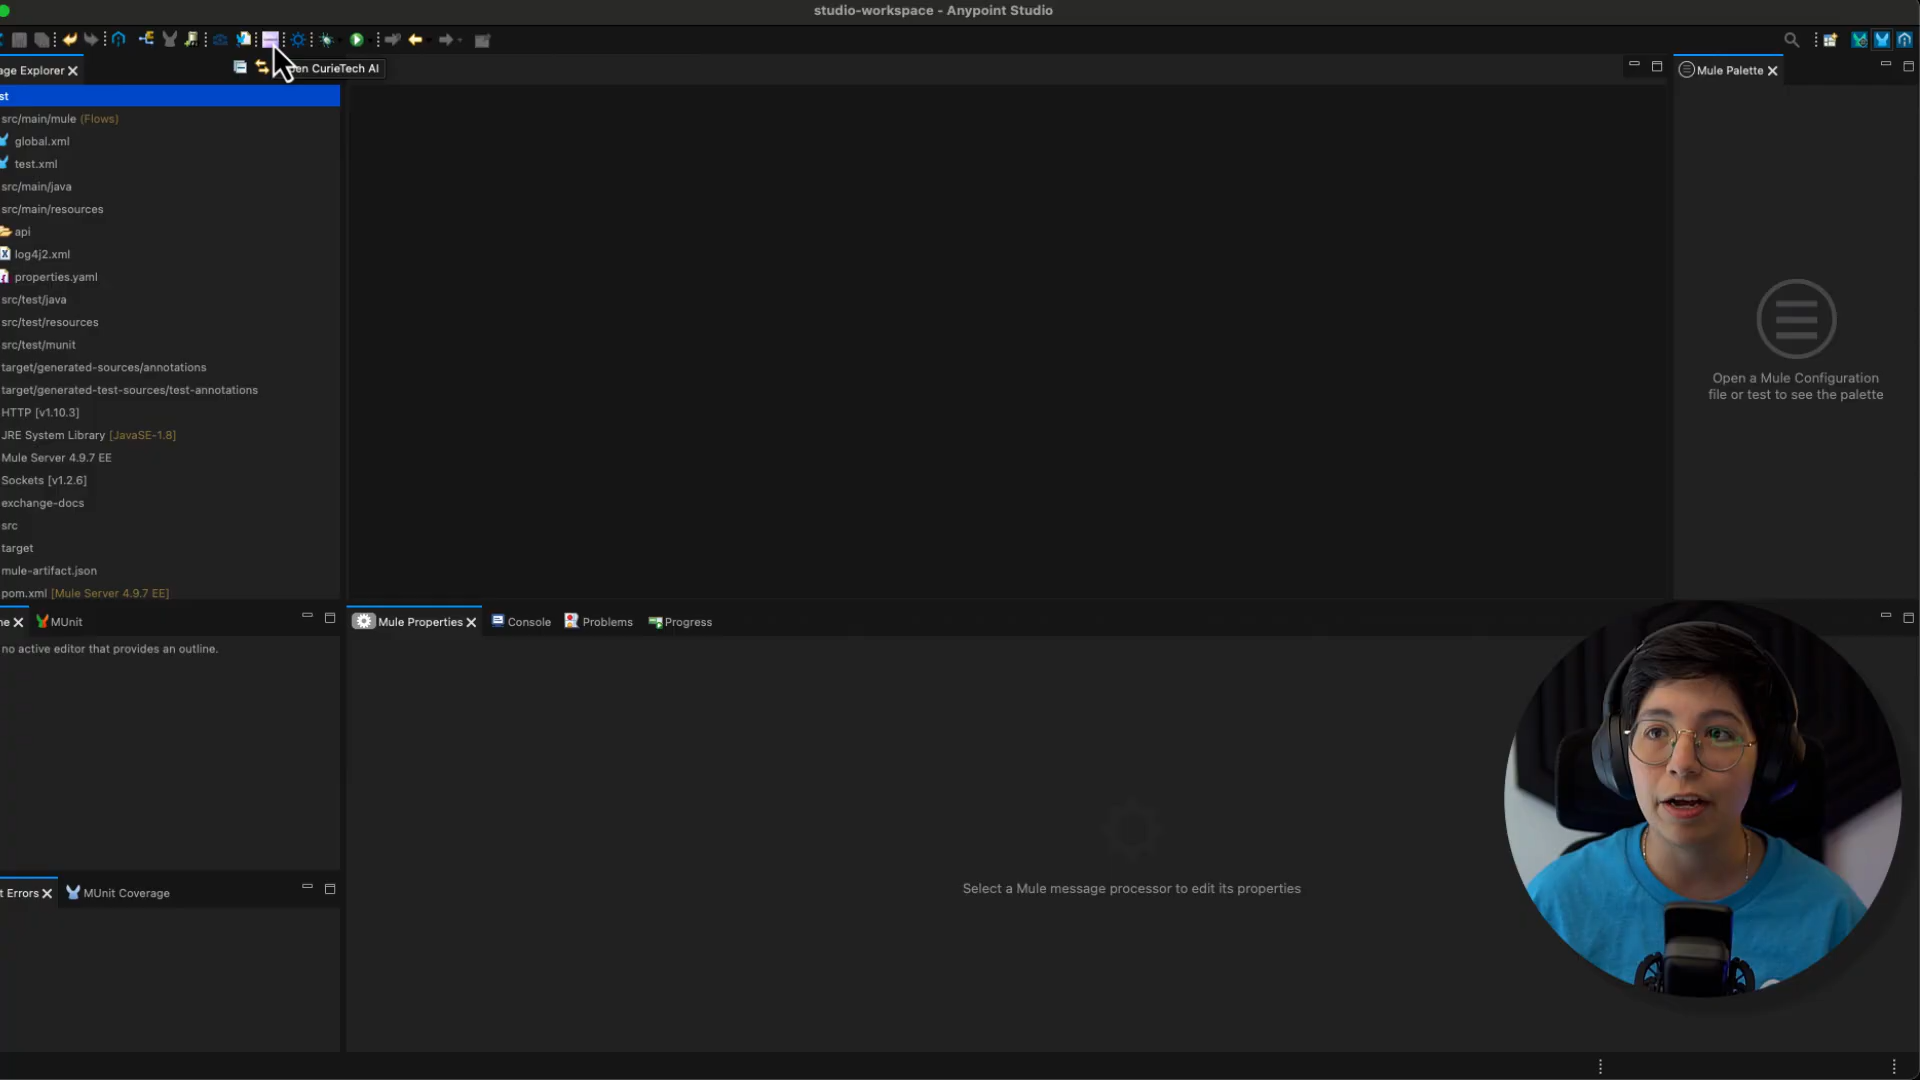 studio-workspace - Anypoint Studio
age Explorer
en CurieTech AI
Mule Palette
st
src/main/mule (Flows)
global.xml
test.xml
src/main/java
src/main/resources
api
log4j2.xml
properties.yaml
src/test/java
src/test/resources
src/test/munit
target/generated-sources/annotations
target/generated-test-sources/test-annotations
HTTP [v1.10.3]
JRE System Library [JavaSE-1.8]
Mule Server 4.9.7 EE
Sockets [v1.2.6]
exchange-docs
src
target
mule-artifact.json
pom.xml [Mule Server 4.9.7 EE]
Open a Mule Configuration
file or test to see the palette
ne
MUnit
no active editor that provides an outline.
Mule Properties
Console
Problems
Progress
Select a Mule message processor to edit its properties
t Errors
MUnit Coverage